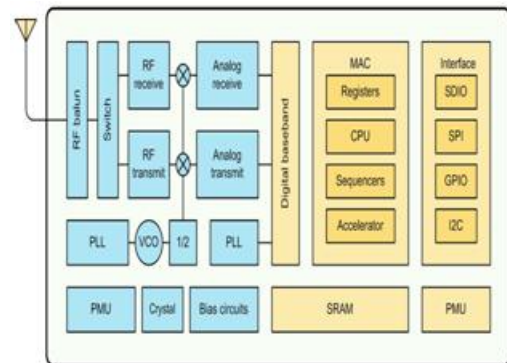 RF balun
Switch
RF
receive
Analog
receive
RF
transmit
Analog
transmit
PLL
VCO
1/2
PLL
Digital baseband
MAC
Registers
CPU
Sequencers
Accelerator
Interface
SDIO
SPI
GPIO
I2C
PMU
Crystal
Bias circuits
SRAM
PMU